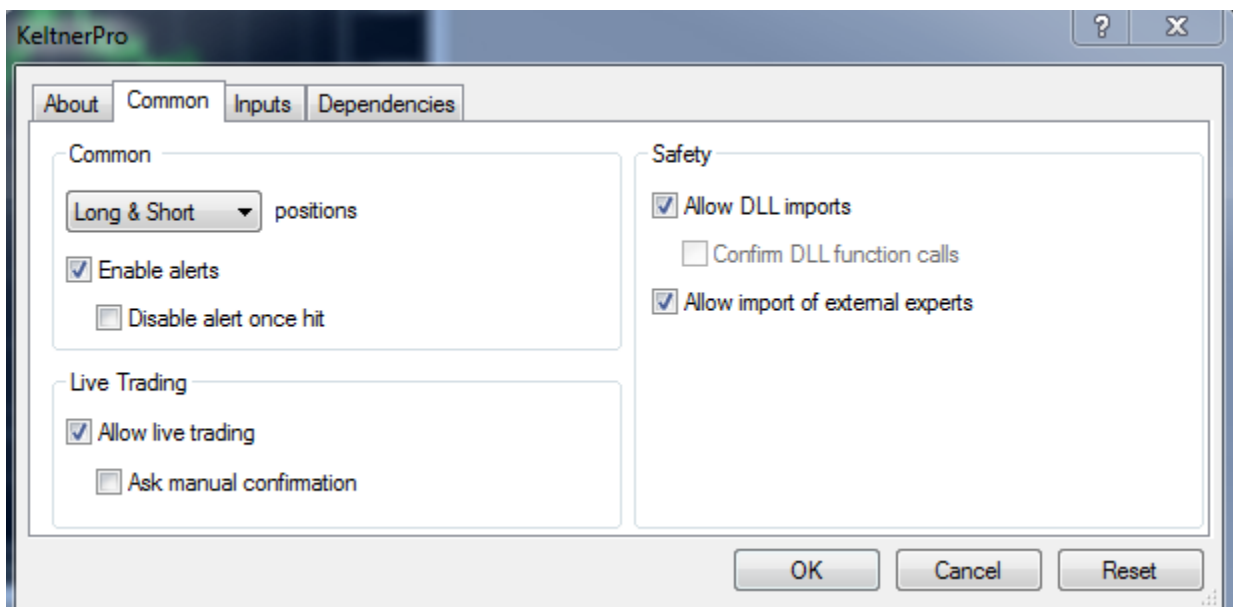 KeltnerPro
?
About Common Inputs Dependencies
Common
Long & Short positions
Enable alerts
Disable alert once hit
Live Trading
Allow live trading
Ask manual confirmation
Safety
Allow DLL imports
Confirm DLL function calls
Allow import of external experts
OK Cancel Reset